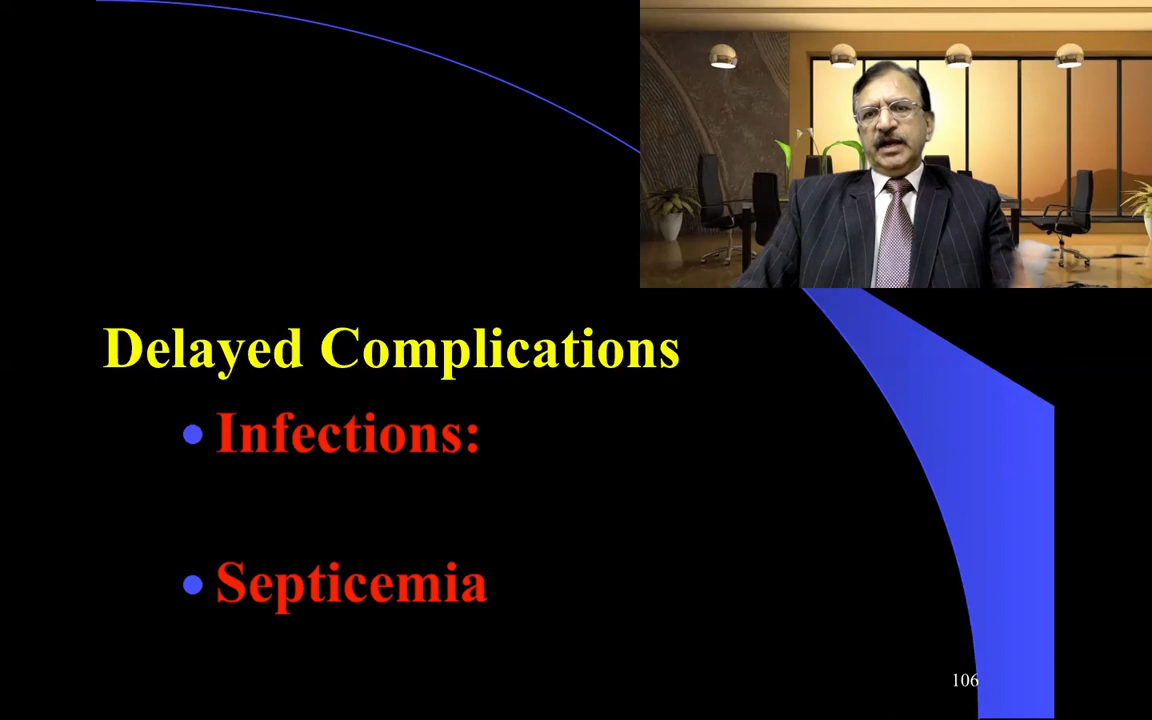 Delayed Complications
• Infections:
• Septicemia
106